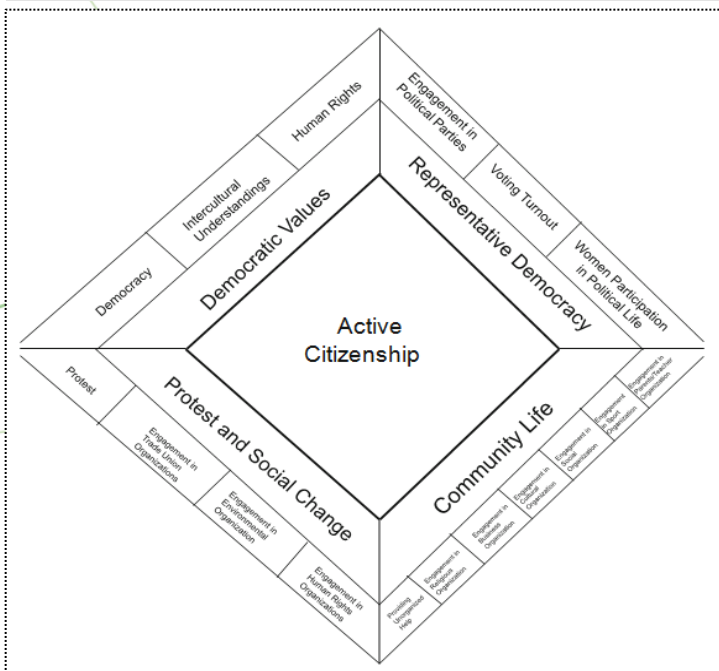 Active
Citizenship
Democratic Values
Human Rights
Intercultural
Understandings
Democracy
Representative Democracy
Engagement in
Political Parties
Voting Turnout
Women Participation
in Political Life
Protest and Social Change
Protest
Engagement in
Trade Union
Organizations
Engagement in
Environmental
Organization
Engagement in
Human Rights
Organizations
Community Life
Providing
Unorganized
Help
Engagement in
Religious
Organization
Engagement in
Business
Organization
Engagement in
Cultural
Organization
Engagement in
Social
Organization
Engagement
in Sport
Organization
Engagement in
Parents/Teacher
Organization